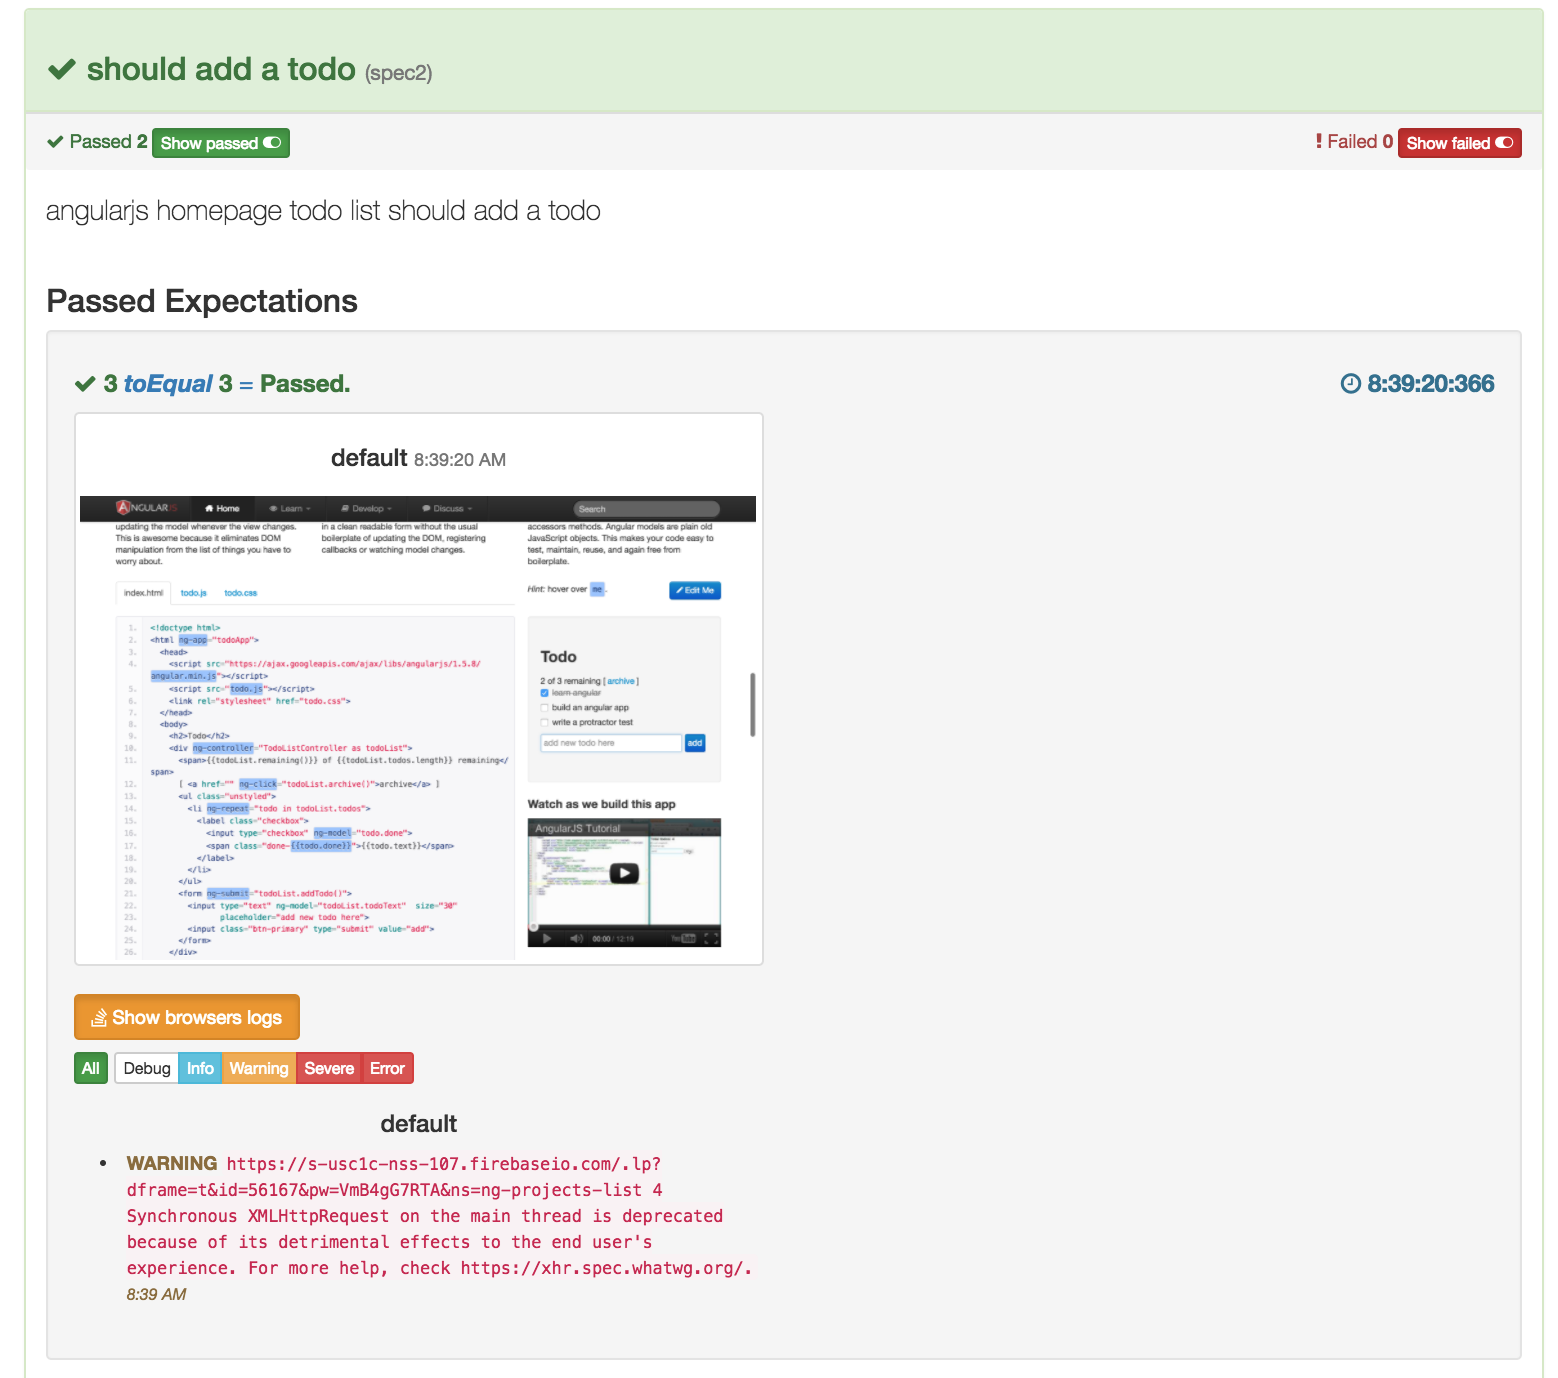 should add a todo (spec2)
Passed 2 Show passed
! Failed 0 Show failed
angularjs homepage todo list should add a todo
Passed Expectations
3 toEqual 3 = Passed.
8:39:20:366
default 8:39:20 AM
ANGULARJS Home Learn Develop Discuss Search
updating the model whenever the view changes.
This is awesome because it eliminates DOM
manipulation from the list of things you have to
worry about.
in a clean readable form without the usual
boilerplate of updating the DOM, registering
callbacks or watching model changes.
accessors methods. Angular models are plain old
JavaScript objects. This makes your code easy to
test, maintain, reuse, and again free from
boilerplate.
index.html todo.js todo.css
Hint: hover over me .
Edit Me
1. <!doctype html>
2. <html ng-app="todoApp">
3. <head>
4. <script src="https://ajax.googleapis.com/ajax/libs/angularjs/1.5.8/
angular.min.js"></script>
5. <script src="todo.js"></script>
6. <link rel="stylesheet" href="todo.css">
7. </head>
8. <body>
9. <h2>Todo</h2>
10. <div ng-controller="TodoListController as todoList">
11. <span>{{todoList.remaining()}} of {{todoList.todos.length}} remaining</
span>
12. [ <a href="" ng-click="todoList.archive()">archive</a> ]
13. <ul class="unstyled">
14. <li ng-repeat="todo in todoList.todos">
15. <label class="checkbox">
16. <input type="checkbox" ng-model="todo.done">
17. <span class="done-{{todo.done}}">{{todo.text}}</span>
18. </label>
19. </li>
20. </ul>
21. <form ng-submit="todoList.addTodo()">
22. <input type="text" ng-model="todoList.todoText" size="30"
23. placeholder="add new todo here">
24. <input class="btn-primary" type="submit" value="add">
25. </form>
26. </div>
Todo
2 of 3 remaining [ archive ]
learn angular
build an angular app
write a protractor test
add new todo here add
Watch as we build this app
AngularJS Tutorial
00:00 / 12:19 YouTube
Show browsers logs
All Debug Info Warning Severe Error
default
WARNING https://s-usc1c-nss-107.firebaseio.com/.lp?
dframe=t&id=56167&pw=VmB4gG7RTA&ns=ng-projects-list 4
Synchronous XMLHttpRequest on the main thread is deprecated
because of its detrimental effects to the end user's
experience. For more help, check https://xhr.spec.whatwg.org/.
8:39 AM